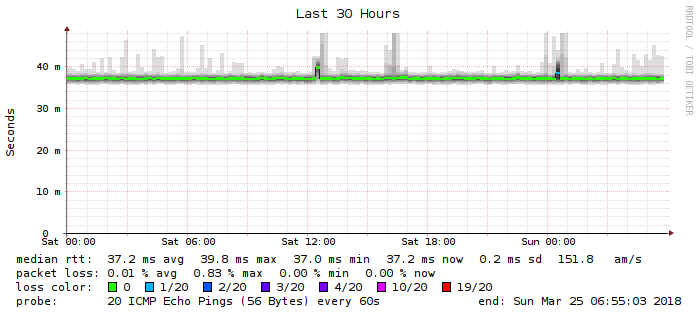 Last 30 Hours
RRDTOOL / TOBI OETIKER
Seconds
40 m
30 m
20 m
10 m
0
Sat 00:00 Sat 06:00 Sat 12:00 Sat 18:00 Sun 00:00
median rtt: 37.2 ms avg 39.8 ms max 37.0 ms min 37.2 ms now 0.2 ms sd 151.8 am/s
packet loss: 0.01 % avg 0.83 % max 0.00 % min 0.00 % now
loss color: 0 1/20 2/20 3/20 4/20 10/20 19/20
probe: 20 ICMP Echo Pings (56 Bytes) every 60s end: Sun Mar 25 06:55:03 2018